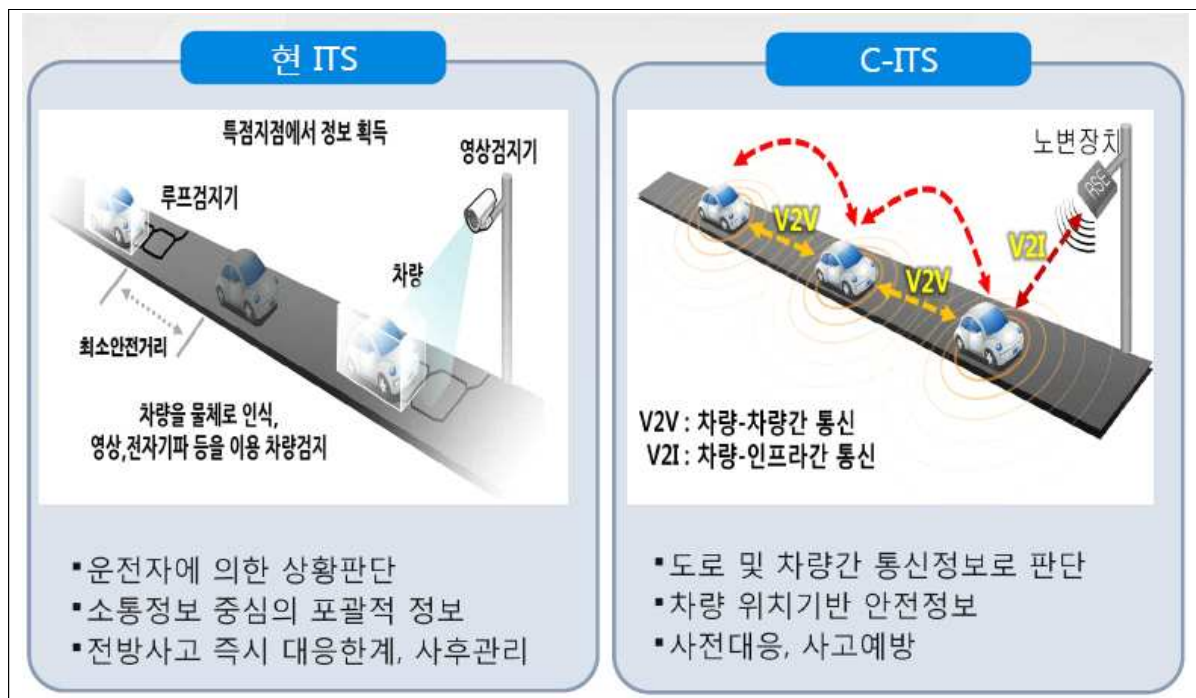 현 ITS
특점지점에서 정보 획득
영상검지기
루프검지기
차량
최소안전거리
차량을 물체로 인식,
영상,전자기파 등을 이용 차량검지
▪운전자에 의한 상황판단
▪소통정보 중심의 포괄적 정보
▪전방사고 즉시 대응한계, 사후관리
C-ITS
노변장치
RSE
V2V
V2I
V2V
V2V : 차량-차량간 통신
V2I : 차량-인프라간 통신
▪도로 및 차량간 통신정보로 판단
▪차량 위치기반 안전정보
▪사전대응, 사고예방